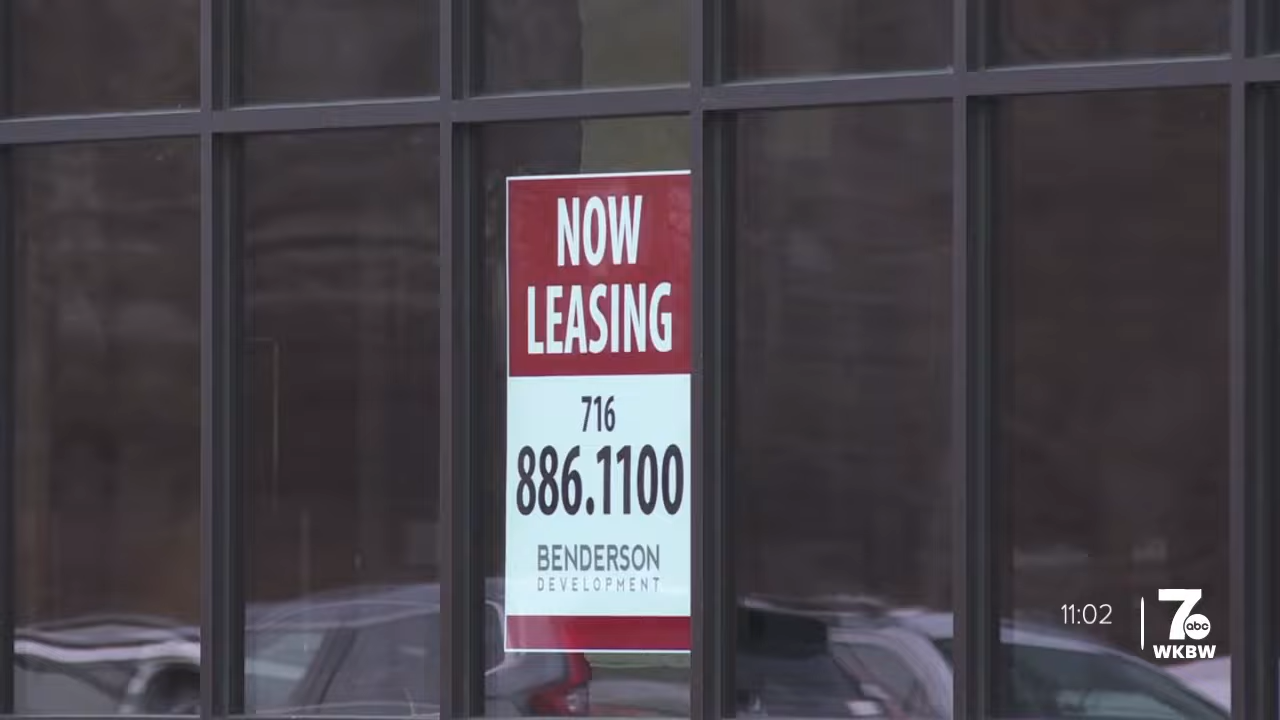 NOW
LEASING
716
886.1100
BENDERSON
DEVELOPMENT
11:02
7
abc
WKBW